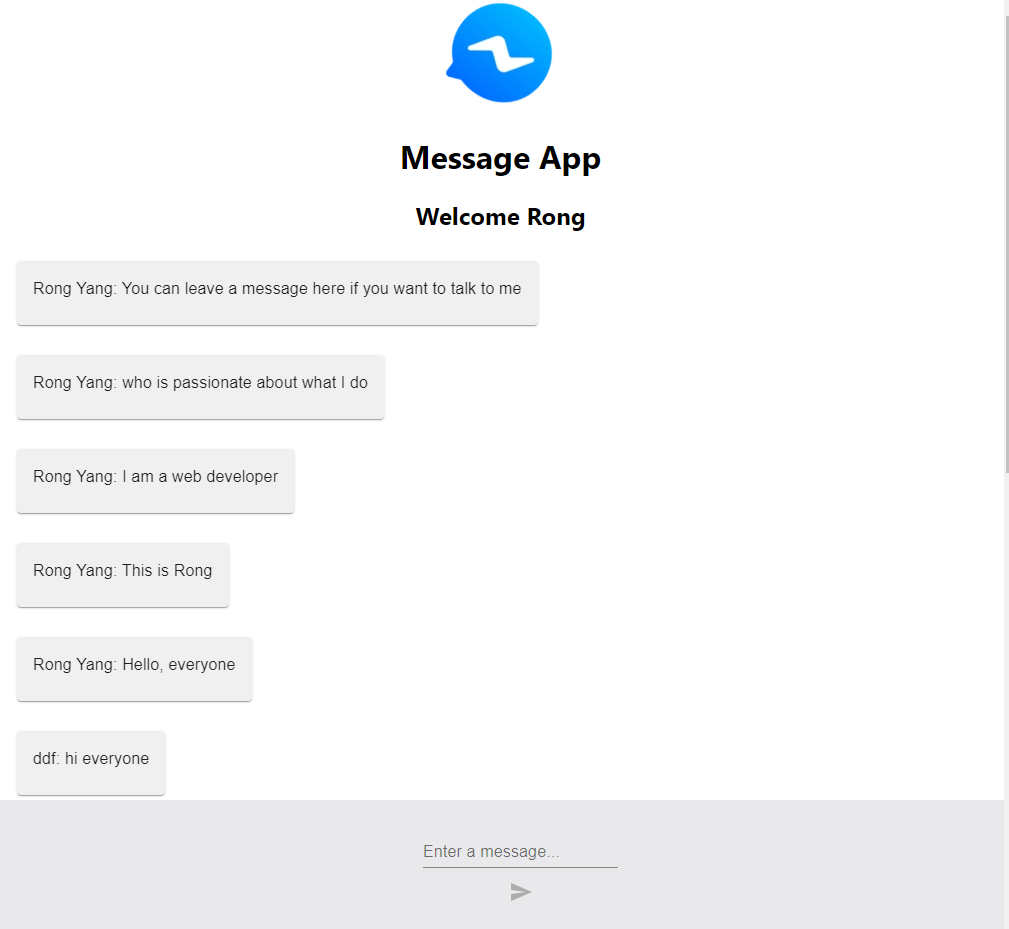 Message App
Welcome Rong
Rong Yang: You can leave a message here if you want to talk to me
Rong Yang: who is passionate about what I do
Rong Yang: I am a web developer
Rong Yang: This is Rong
Rong Yang: Hello, everyone
ddf: hi everyone
Enter a message...